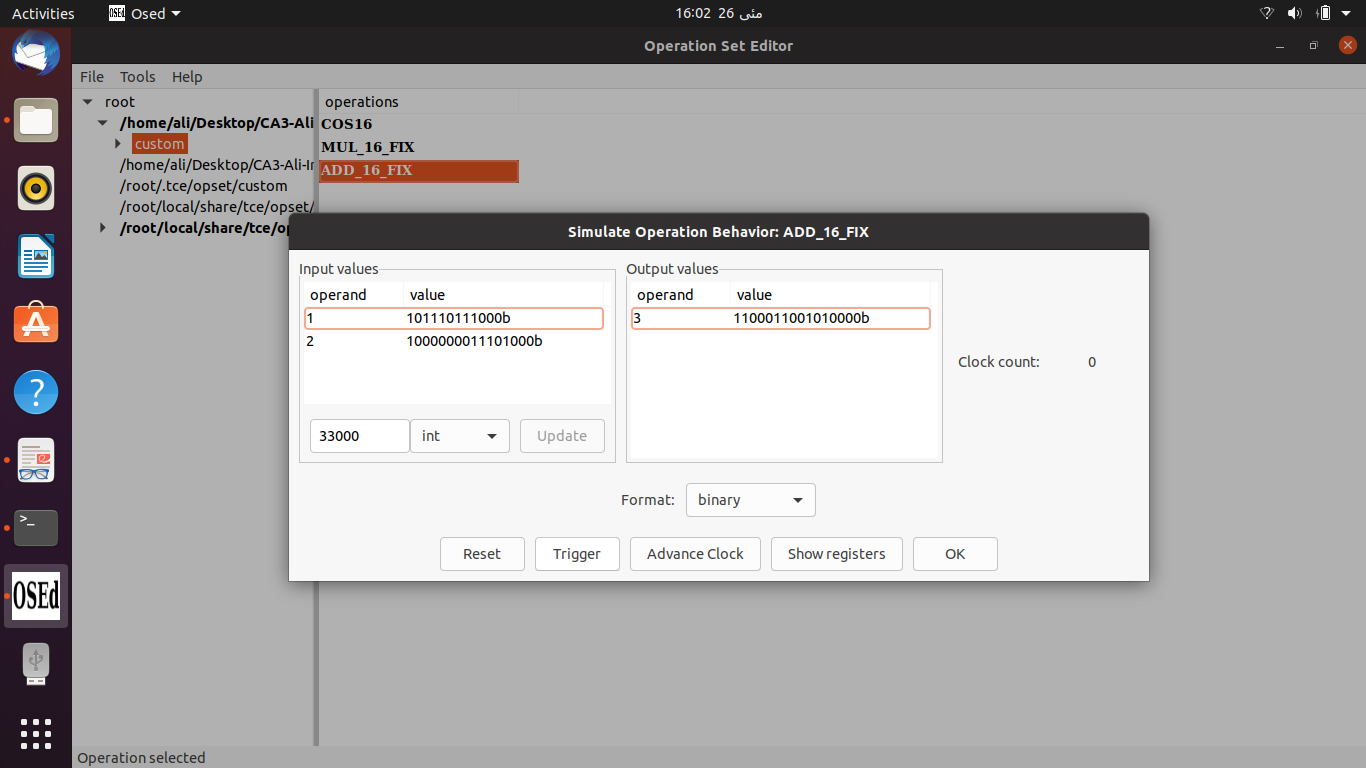 Activities Osed 16:02 26 مئی
Operation Set Editor
File Tools Help
root
/home/ali/Desktop/CA3-Ali
custom
/home/ali/Desktop/CA3-Ali-Ir
/root/.tce/opset/custom
/root/local/share/tce/opset/
/root/local/share/tce/op
operations
COS16
MUL_16_FIX
ADD_16_FIX
Simulate Operation Behavior: ADD_16_FIX
Input values
operand value
1 101110111000b
2 1000000011101000b
33000 int Update
Output values
operand value
3 1100011001010000b
Clock count: 0
Format: binary
Reset Trigger Advance Clock Show registers OK
OSEd
Operation selected